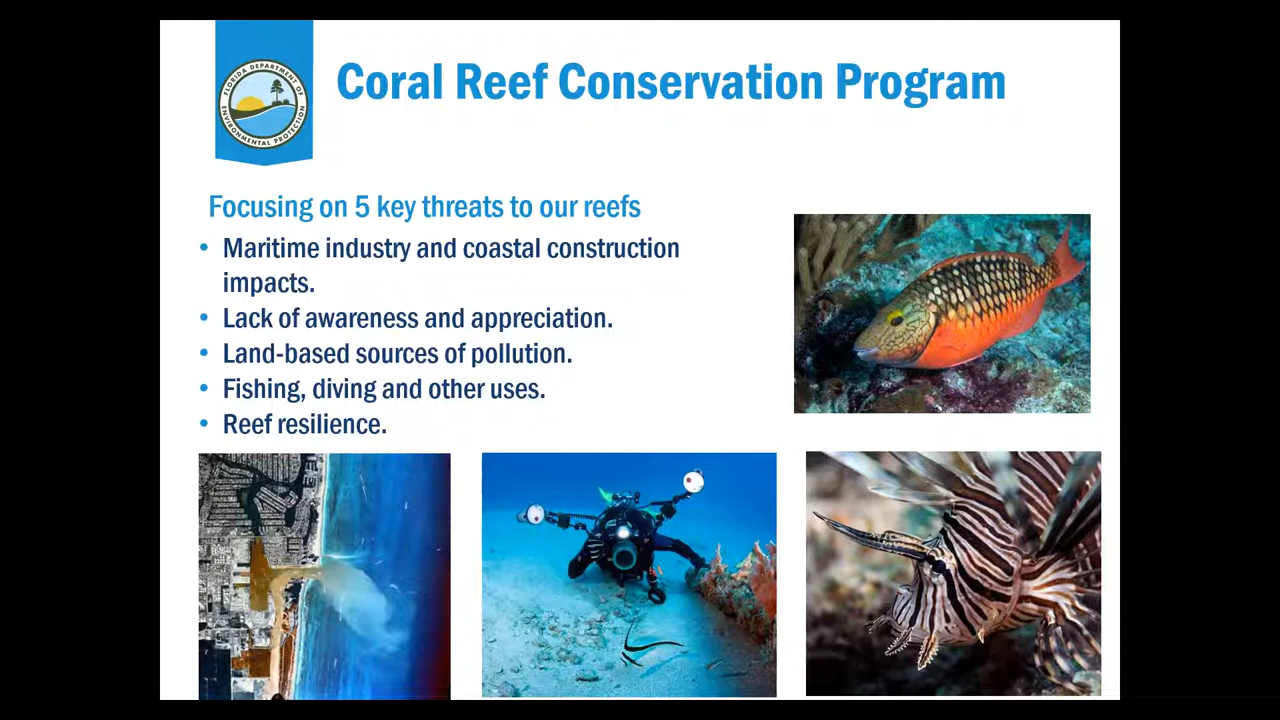 FLORIDA DEPARTMENT OF
ENVIRONMENTAL PROTECTION
Coral Reef Conservation Program
Focusing on 5 key threats to our reefs
• Maritime industry and coastal construction
impacts.
• Lack of awareness and appreciation.
• Land-based sources of pollution.
• Fishing, diving and other uses.
• Reef resilience.